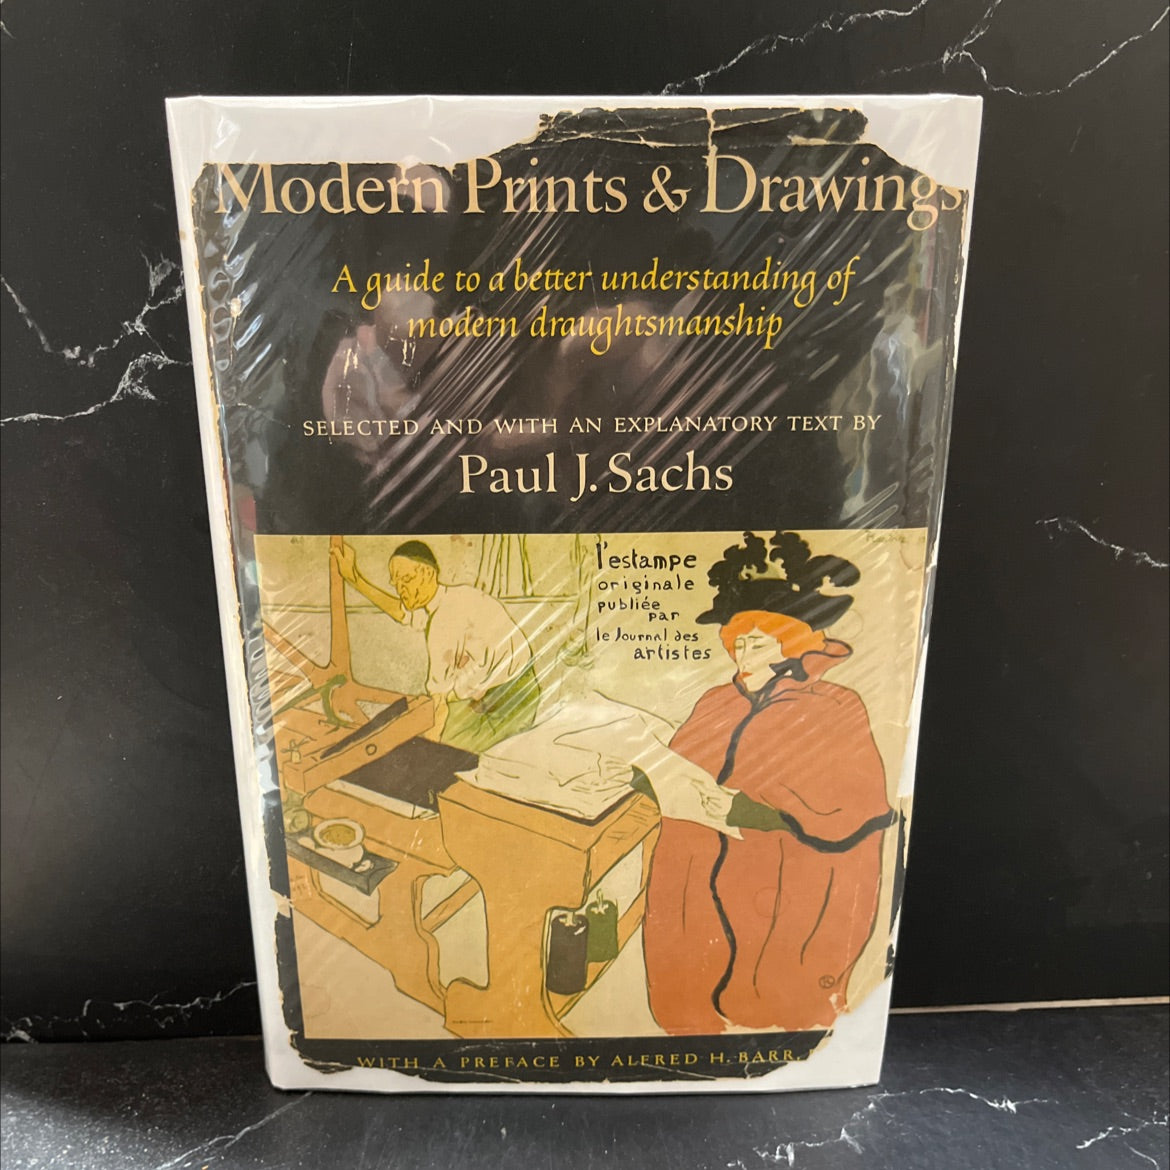 Modern Prints & Drawings
A guide to a better understanding of
modern draughtsmanship
SELECTED AND WITH AN EXPLANATORY TEXT BY
Paul J. Sachs
l'estampe
originale
publiée
par
le Journal des
artistes
WITH A PREFACE BY ALFRED H. BARR,